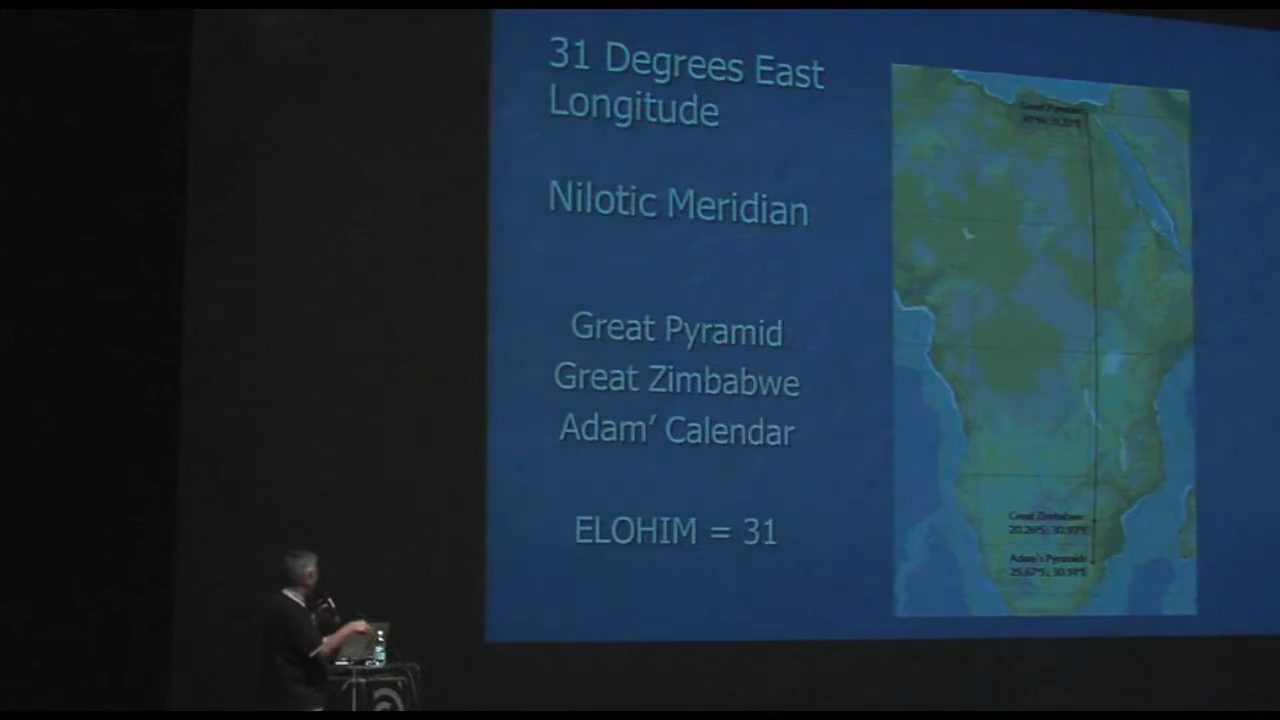 31 Degrees East
Longitude
Nilotic Meridian
Great Pyramid
Great Zimbabwe
Adam' Calendar
ELOHIM = 31
Great Pyramid
Great Zimbabwe
Adam's Pyramids